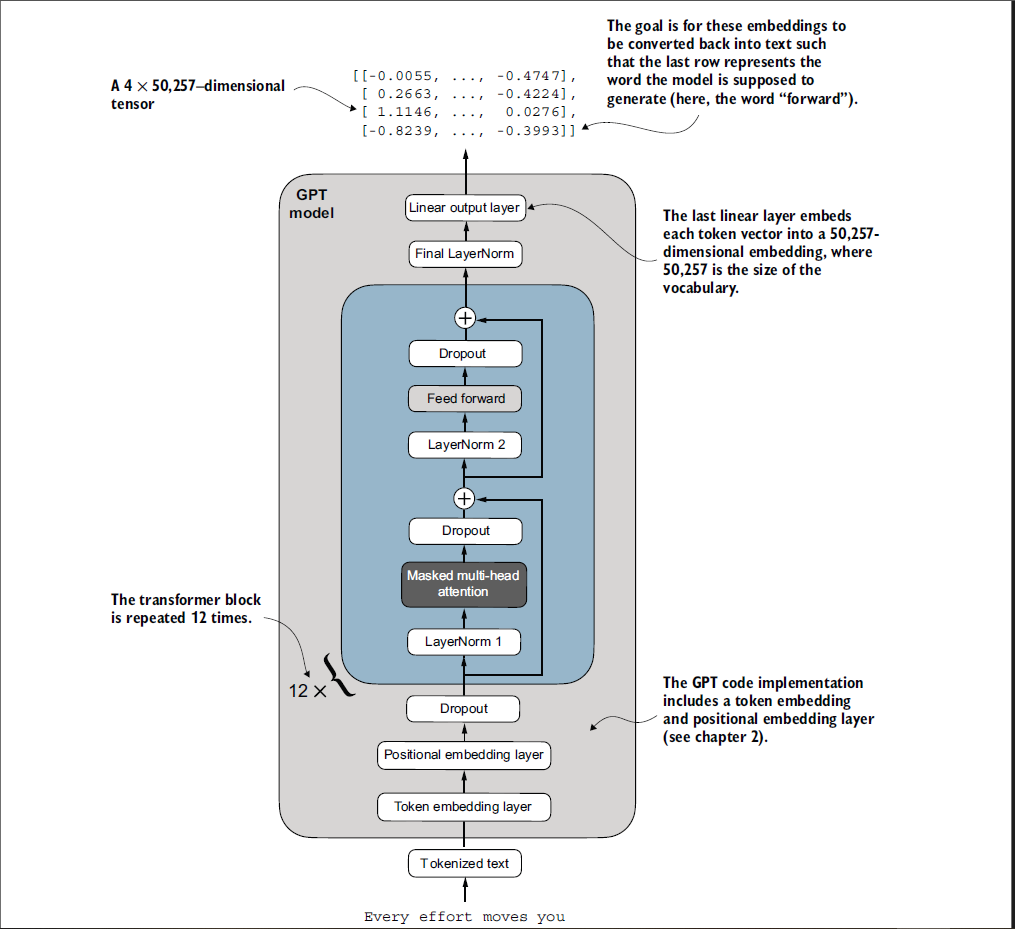 The goal is for these embeddings to
be converted back into text such
that the last row represents the
word the model is supposed to
generate (here, the word “forward”).
A 4 × 50,257–dimensional
tensor
[[-0.0055, ..., -0.4747],
[ 0.2663, ..., -0.4224],
[ 1.1146, ..., 0.0276],
[-0.8239, ..., -0.3993]]
GPT
model
Linear output layer
The last linear layer embeds
each token vector into a 50,257-
dimensional embedding, where
50,257 is the size of the
vocabulary.
Final LayerNorm
+
Dropout
Feed forward
LayerNorm 2
+
Dropout
Masked multi-head
attention
The transformer block
is repeated 12 times.
LayerNorm 1
12 ×
{
The GPT code implementation
includes a token embedding
and positional embedding layer
(see chapter 2).
Dropout
Positional embedding layer
Token embedding layer
Tokenized text
Every effort moves you